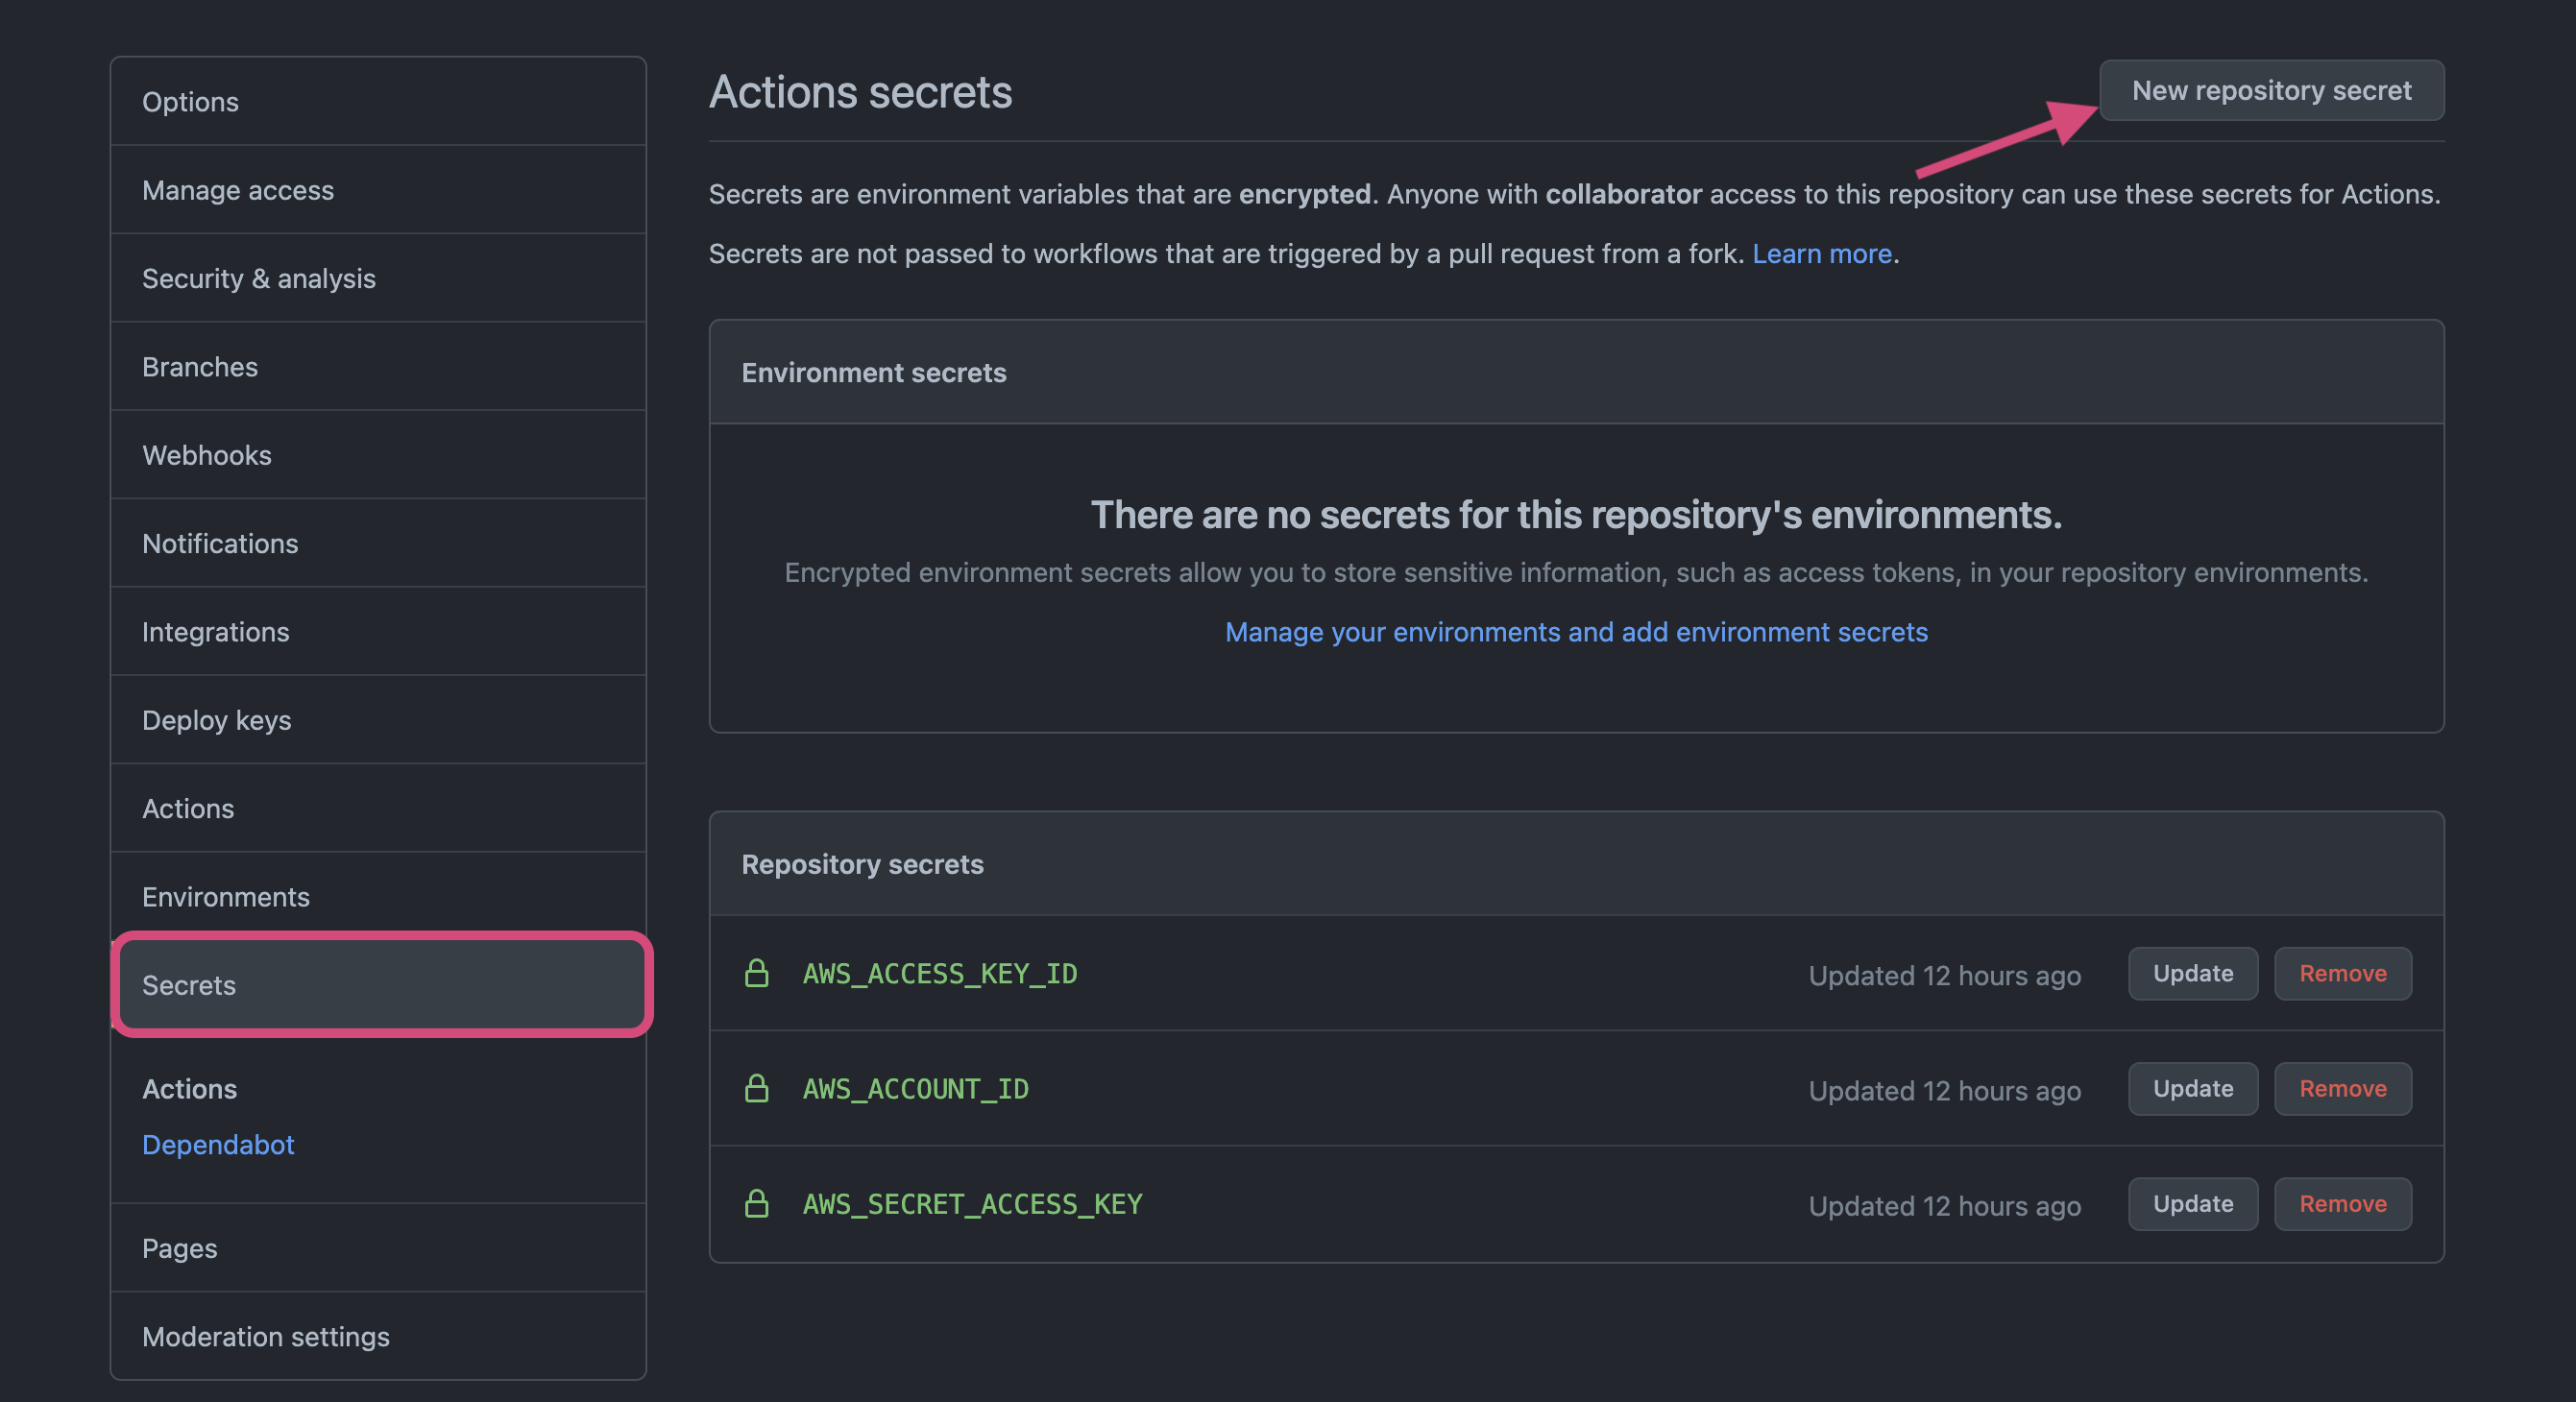 Options
Manage access
Security & analysis
Branches
Webhooks
Notifications
Integrations
Deploy keys
Actions
Environments
Secrets
Actions
Dependabot
Pages
Moderation settings
Actions secrets
New repository secret
Secrets are environment variables that are encrypted. Anyone with collaborator access to this repository can use these secrets for Actions.
Secrets are not passed to workflows that are triggered by a pull request from a fork. Learn more.
Environment secrets
There are no secrets for this repository's environments.
Encrypted environment secrets allow you to store sensitive information, such as access tokens, in your repository environments.
Manage your environments and add environment secrets
Repository secrets
AWS_ACCESS_KEY_ID Updated 12 hours ago Update Remove
AWS_ACCOUNT_ID Updated 12 hours ago Update Remove
AWS_SECRET_ACCESS_KEY Updated 12 hours ago Update Remove